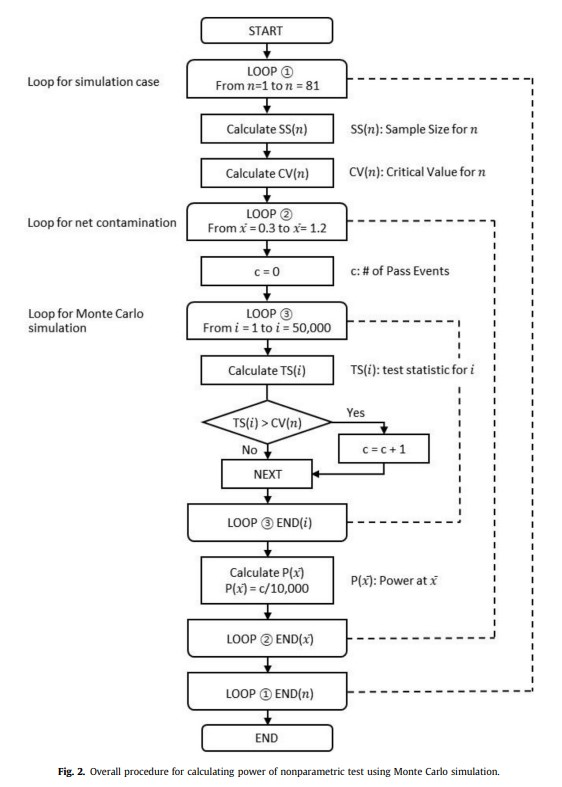 START
Loop for simulation case
LOOP ①
From n=1 to n = 81
Calculate SS(n)
SS(n): Sample Size for n
Calculate CV(n)
CV(n): Critical Value for n
Loop for net contamination
LOOP ②
From ẋ = 0.3 to ẋ= 1.2
c = 0
c: # of Pass Events
Loop for Monte Carlo
simulation
LOOP ③
From i = 1 to i = 50,000
Calculate TS(i)
TS(i): test statistic for i
TS(i) > CV(n)
Yes
No
c = c + 1
NEXT
LOOP ③ END(i)
Calculate P(ẋ)
P(ẋ) = c/10,000
P(ẋ): Power at ẋ
LOOP ② END(ẋ)
LOOP ① END(n)
END
Fig. 2. Overall procedure for calculating power of nonparametric test using Monte Carlo simulation.